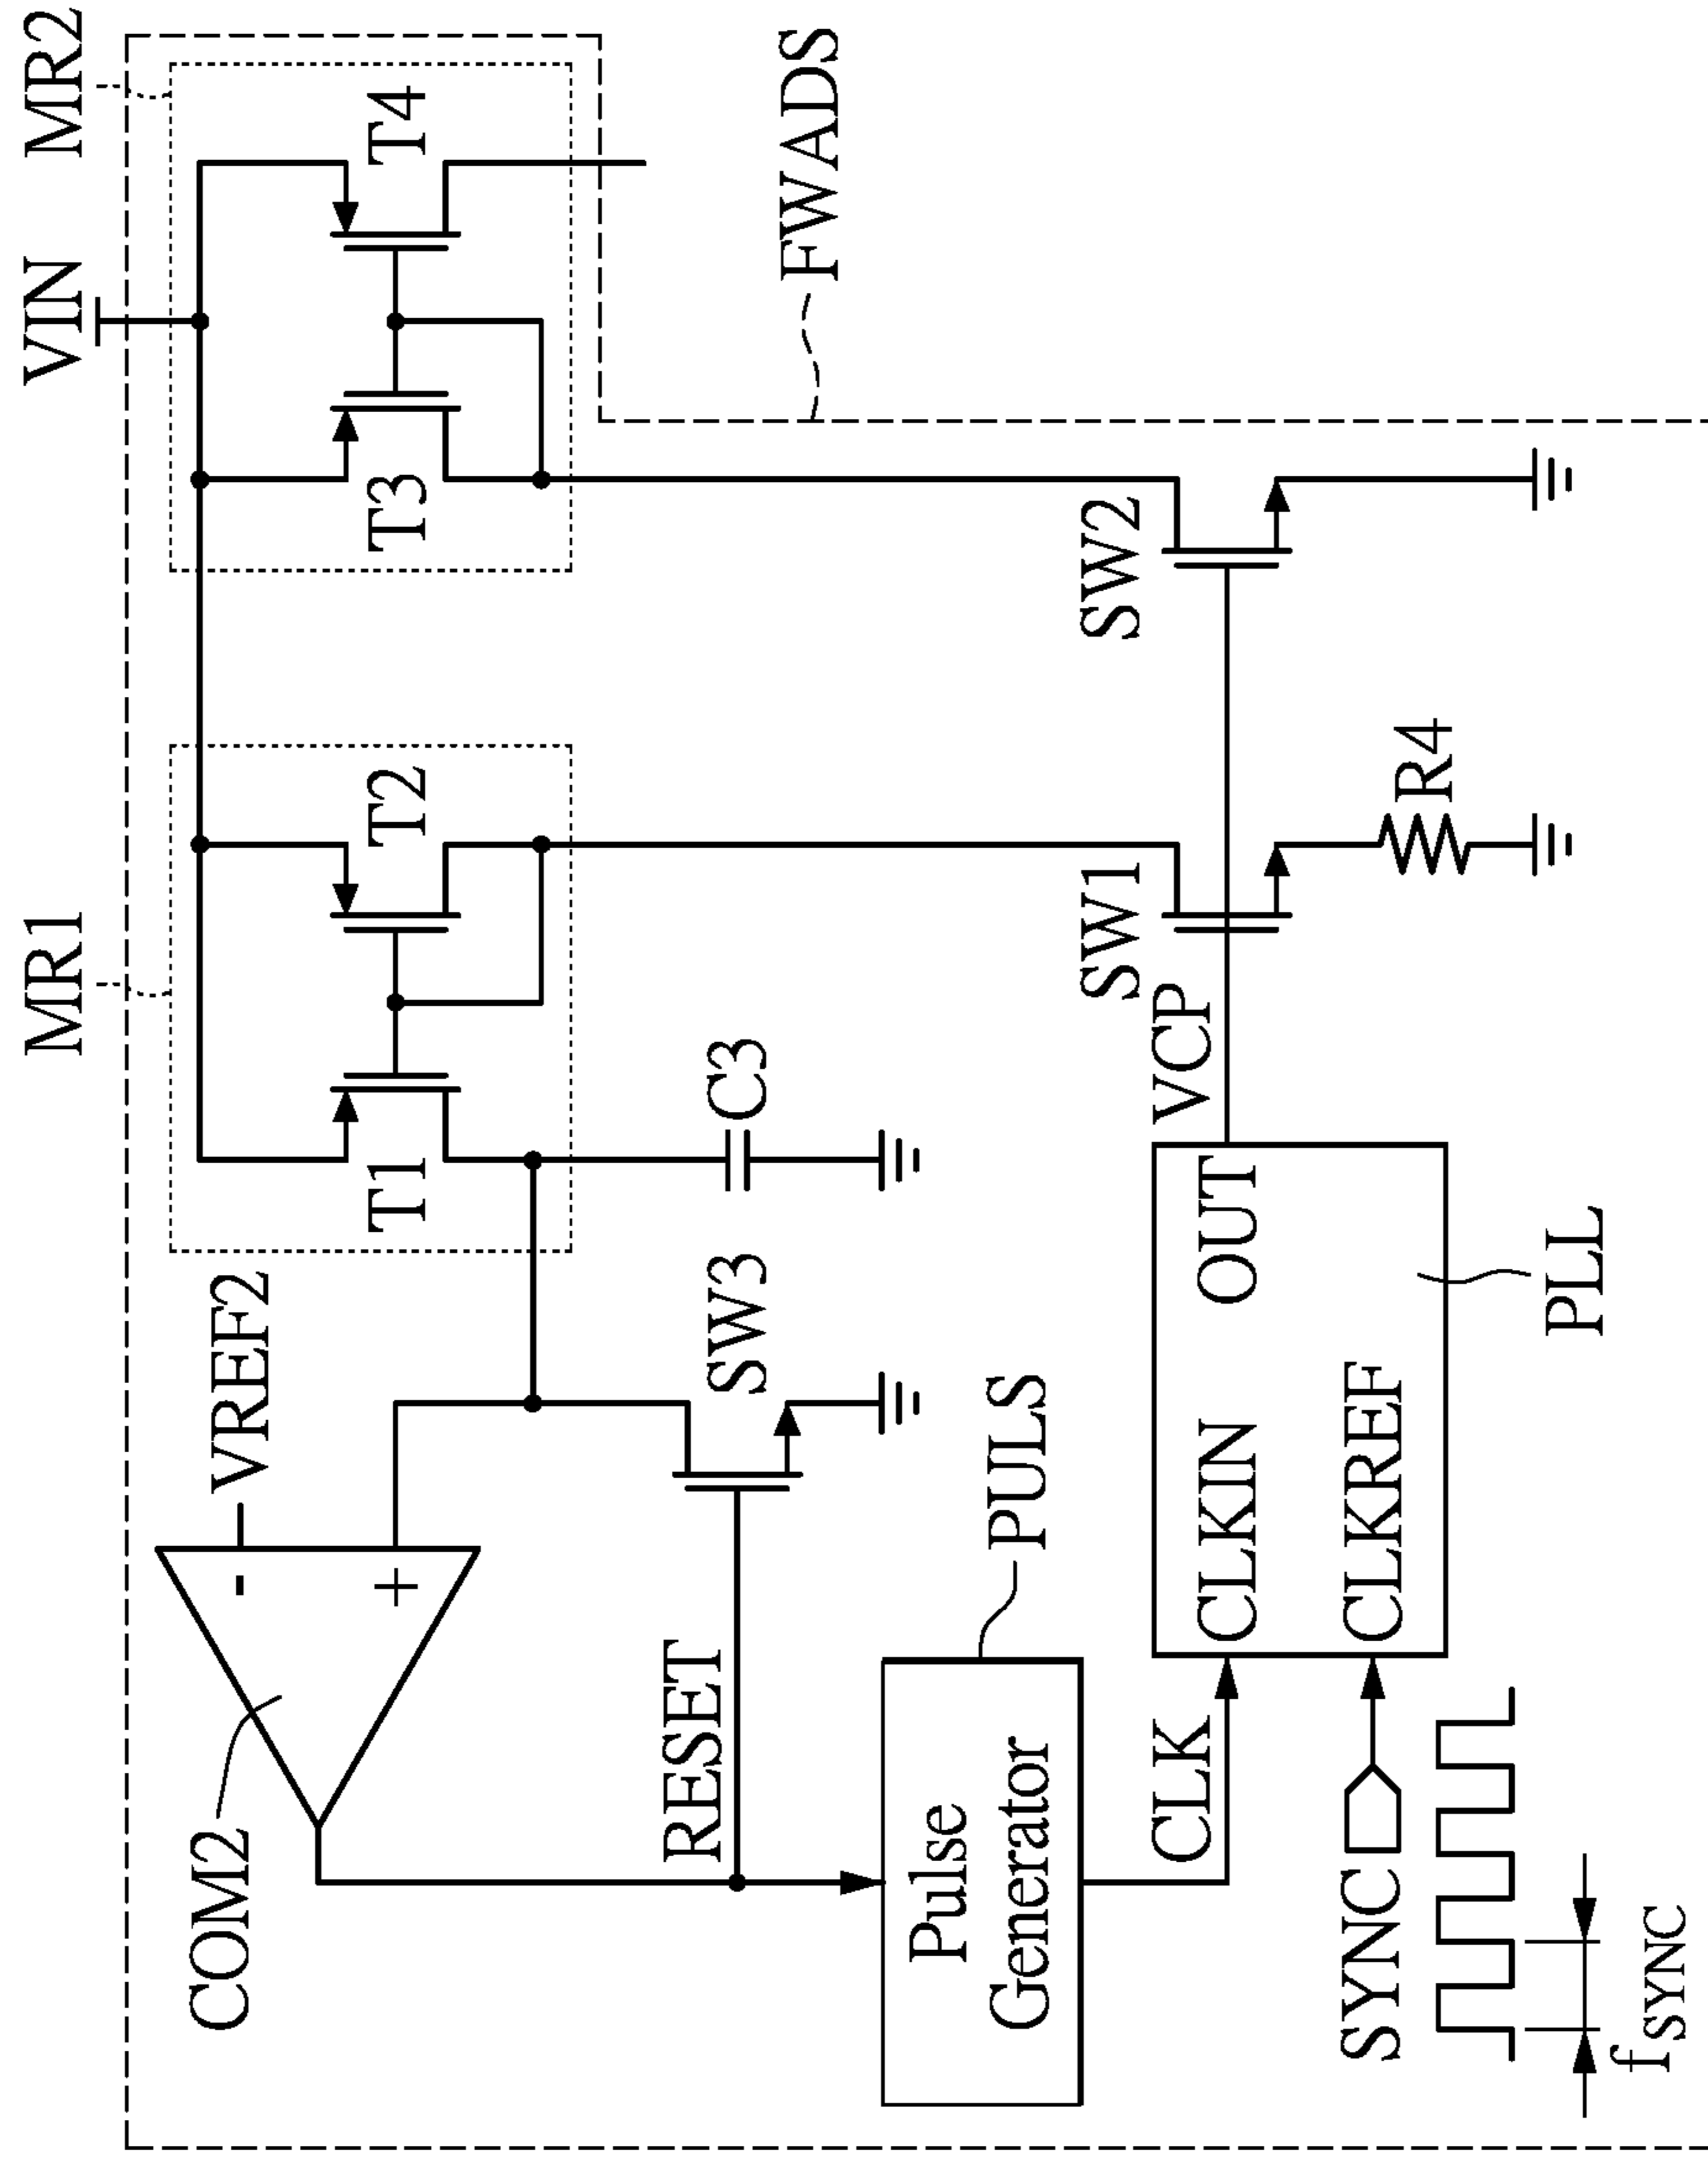 MR1
VIN
MR2
COM2
-
VREF2
+
T1
T2
T3
T4
RESET
SW3
C3
FWADS
Pulse
Generator
PULS
CLK
VCP
SW1
SW2
CLKIN
OUT
SYNC
CLKREF
R4
PLL
fSYNC